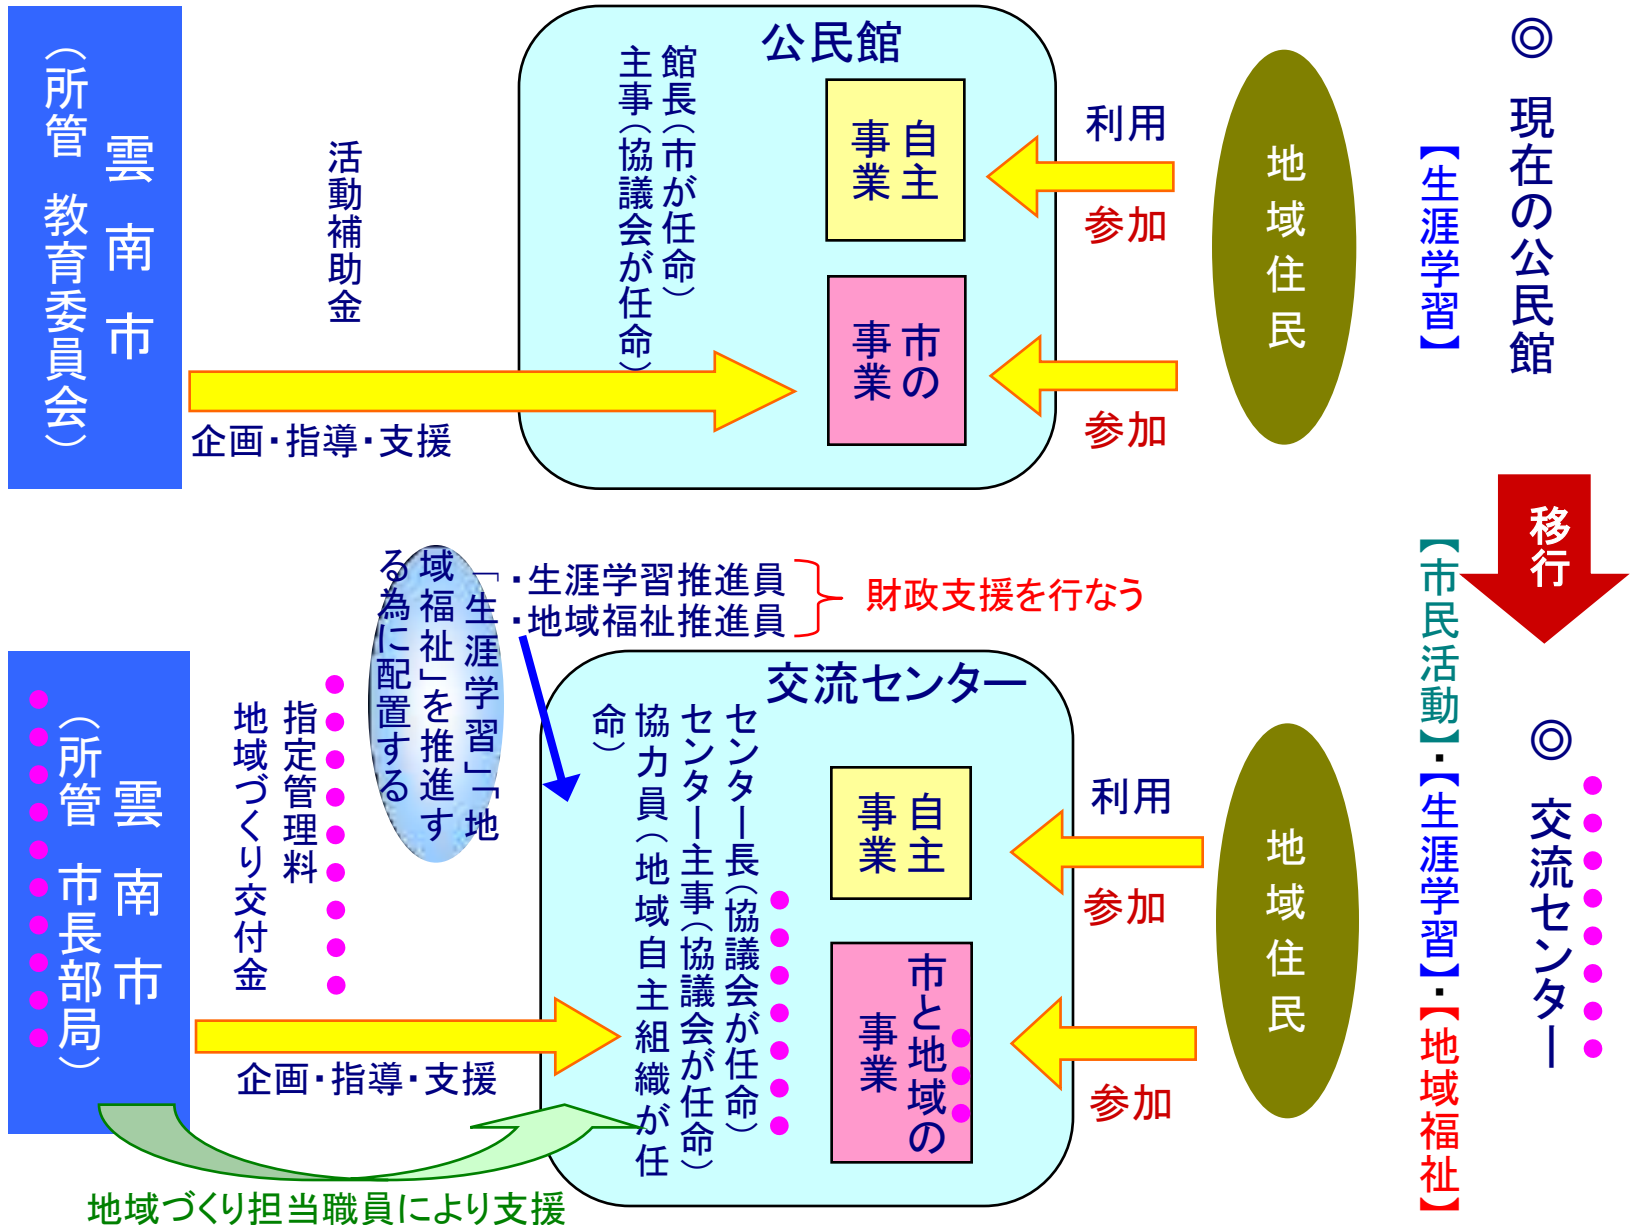 ◎ 現在の公民館
【生涯学習】
雲南市
（所管 教育委員会）
活動補助金
企画・指導・支援
公民館
館長（市が任命）
主事（協議会が任命）
自主
事業
市の
事業
利用
参加
参加
地域住民
移行
◎ 交流センター
【市民活動】・【生涯学習】・【地域福祉】
雲南市
（所管 市長部局）
指定管理料
地域づくり交付金
「生涯学習」「地
域福祉」を推進す
る為に配置する
・生涯学習推進員
・地域福祉推進員
財政支援を行なう
企画・指導・支援
地域づくり担当職員により支援
交流センター
センター長（協議会が任命）
センター主事（協議会が任命）
協力員（地域自主組織が任
命）
自主
事業
市と地域の
事業
利用
参加
参加
地域住民